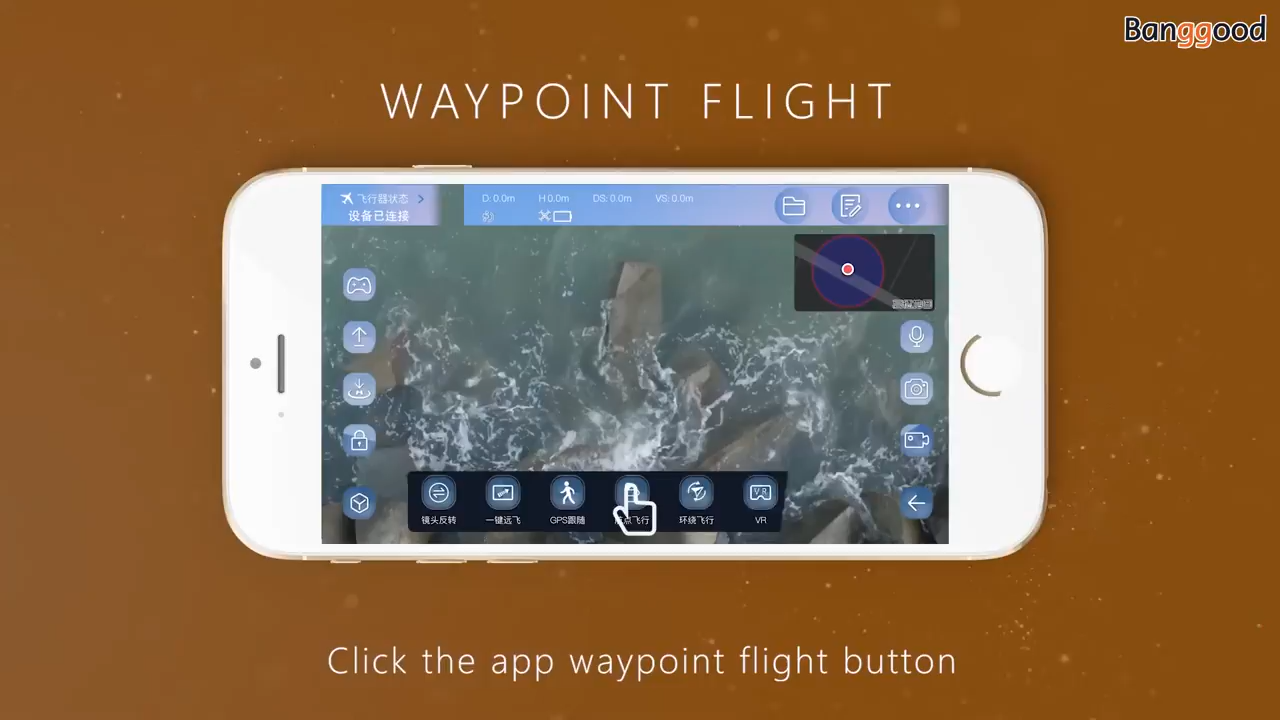 Banggood
WAYPOINT FLIGHT
飞行器状态
设备已连接
D: 0.0m H 0.0m DS: 0.0m VS: 0.0m
镜头反转 一键远飞 GPS跟随 点飞行 环绕飞行 VR
VR
Click the app waypoint flight button